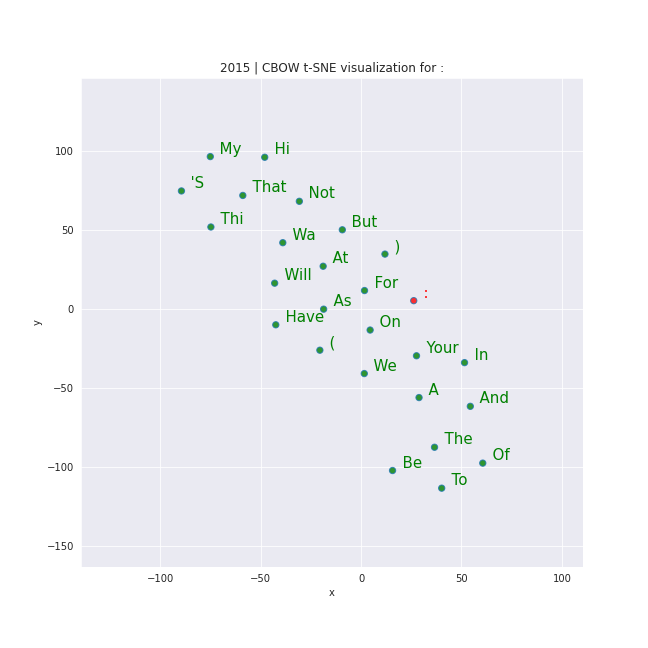 2015 | CBOW t-SNE visualization for :
My
Hi
'S
That
Not
Thi
But
Wa
)
At
Will
For
:
As
Have
On
(
Your
In
We
A
And
The
Of
Be
To
100
50
0
−50
−100
−150
y
−100
−50
0
50
100
x